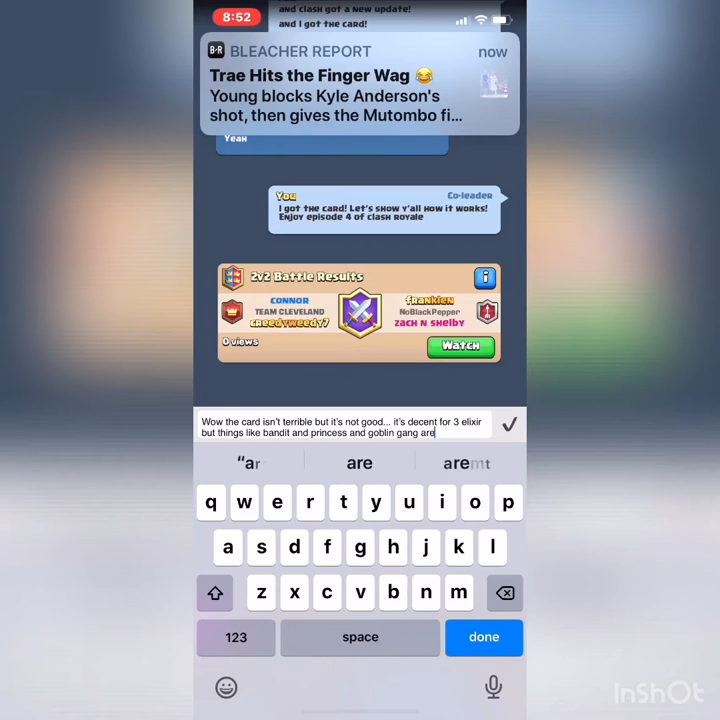 and clash got a new update!
8:52
and I got the card!
B·R BLEACHER REPORT now
Trae Hits the Finger Wag 😂
Young blocks Kyle Anderson's
shot, then gives the Mutombo fi...
Yeah
You Co-leader
I got the card! Let's show y'all how it works!
Enjoy episode 4 of clash royale
2v2 Battle Results i
CONNOR frankien
TEAM CLEVELAND NoBlackPepper
GREEDYWEEDY7 ZACH N SHELBY
0 views Watch
Wow the card isn't terrible but it's not good... it's decent for 3 elixir
but things like bandit and princess and goblin gang are
"ar are aremt
q w e r t y u i o p
a s d f g h j k l
z x c v b n m
123 space done
InShOt